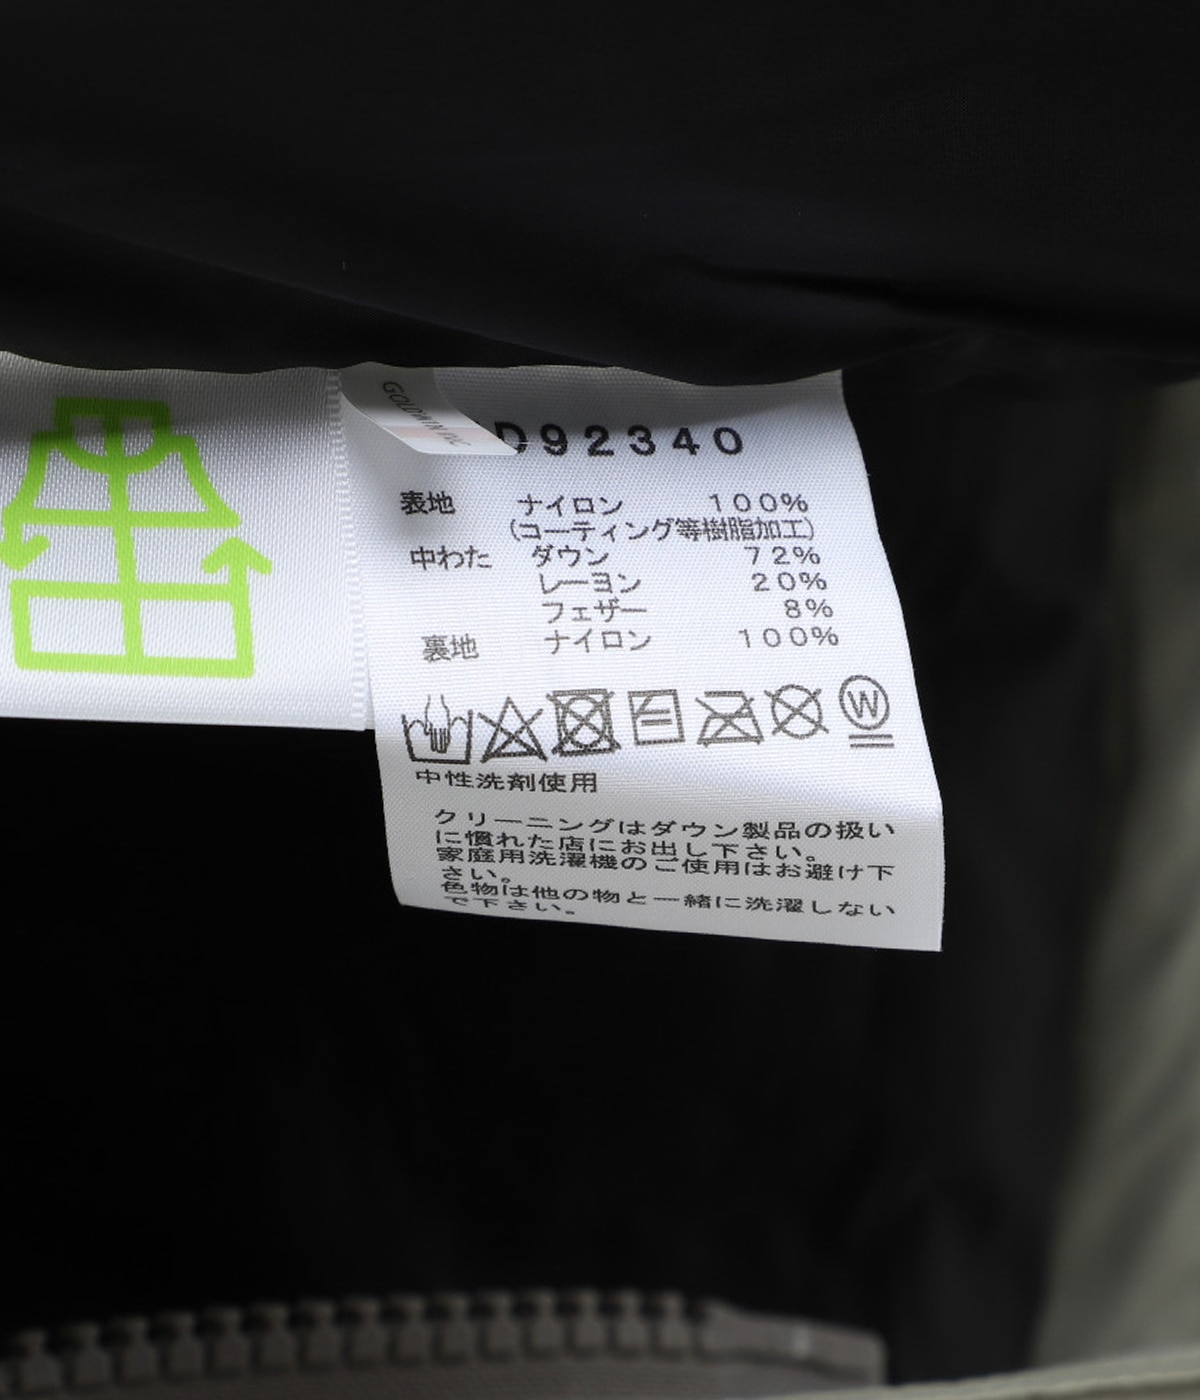 GOLDWIN INC
D92340
表地 ナイロン 100%
(コーティング等樹脂加工)
中わた ダウン 72%
レーヨン 20%
フェザー 8%
裏地 ナイロン 100%
W
中性洗剤使用
クリーニングはダウン製品の扱い
に慣れた店にお出し下さい。
家庭用洗濯機のご使用はお避け下
さい。
色物は他の物と一緒に洗濯しない
で下さい。